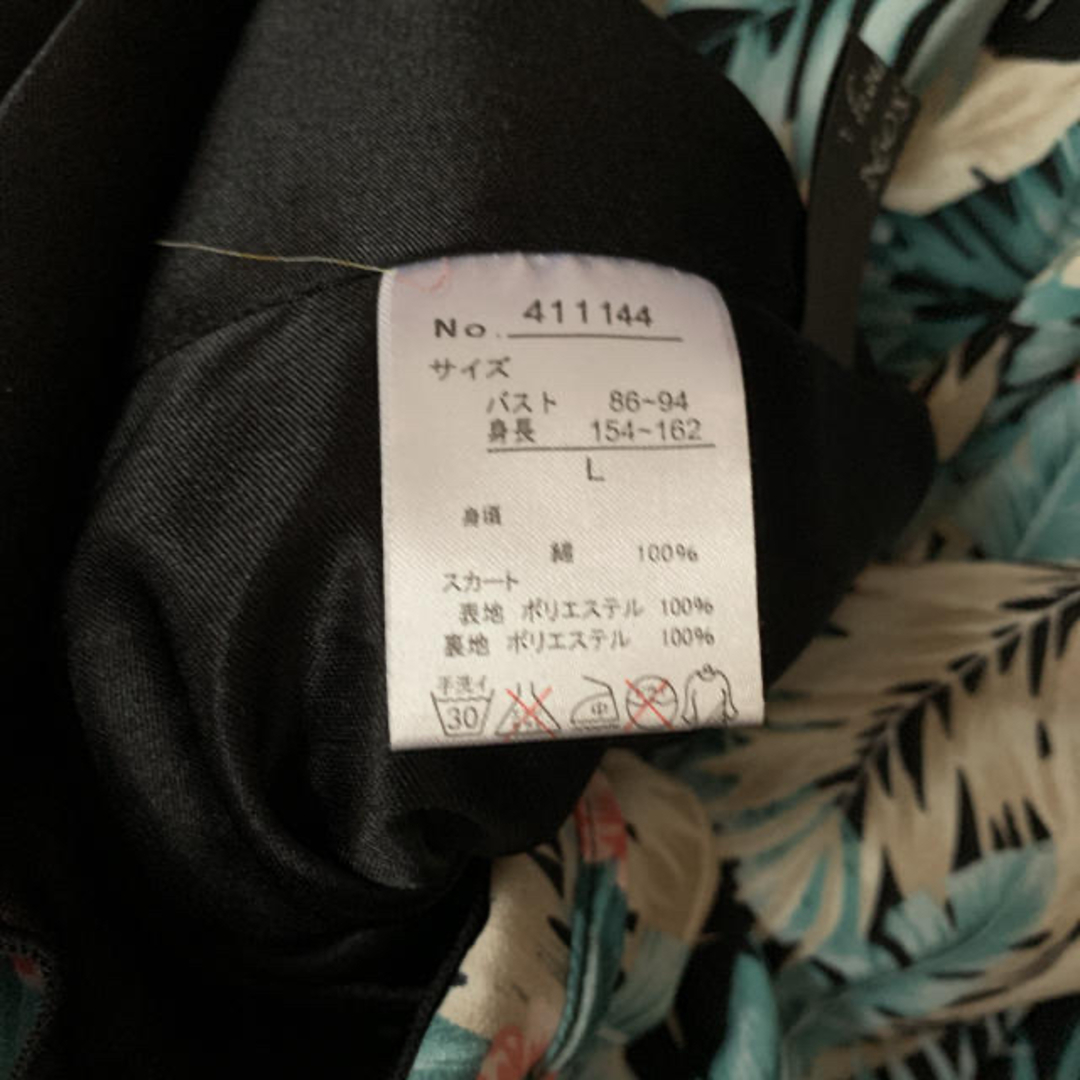 No. 411144
サイズ
バスト 86~94
身長 154~162
L
身頃
綿 100%
スカート
表地 ポリエステル 100%
裏地 ポリエステル 100%
手洗イ
30
中